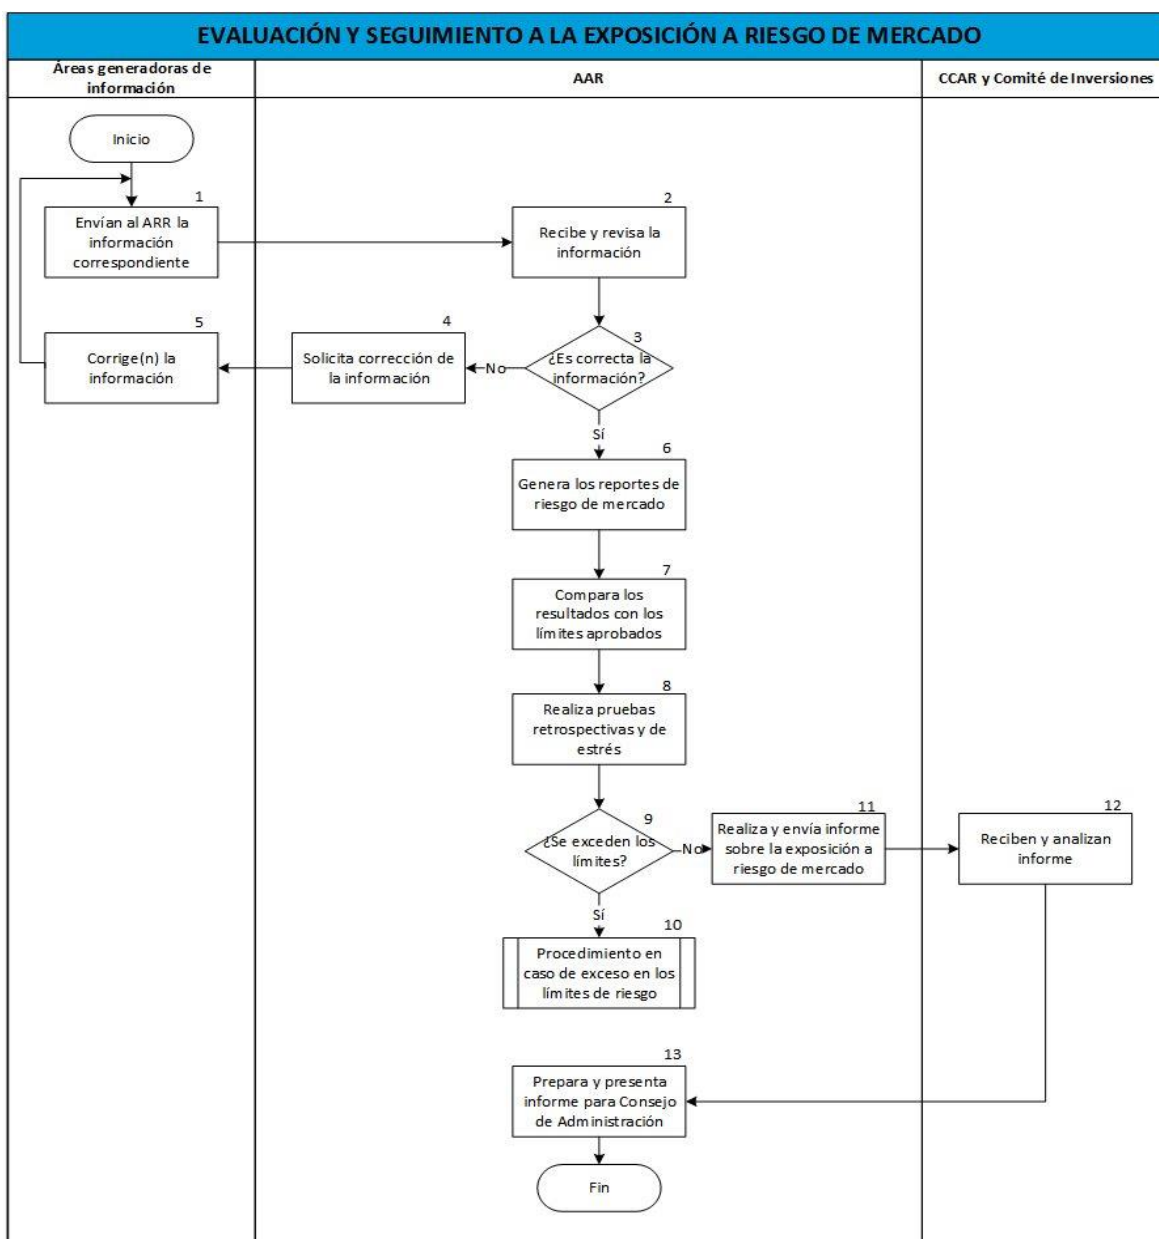 EVALUACIÓN Y SEGUIMIENTO A LA EXPOSICIÓN A RIESGO DE MERCADO
Áreas generadoras de
información
AAR
CCAR y Comité de Inversiones
Inicio
1
Envían al ARR la
información
correspondiente
2
Recibe y revisa la
información
3
¿Es correcta la
información?
No
4
Solicita corrección de
la información
5
Corrige(n) la
información
Sí
6
Genera los reportes de
riesgo de mercado
7
Compara los
resultados con los
límites aprobados
8
Realiza pruebas
retrospectivas y de
estrés
9
¿Se exceden los
límites?
No
11
Realiza y envía informe
sobre la exposición a
riesgo de mercado
12
Reciben y analizan
informe
Sí
10
Procedimiento en
caso de exceso en los
límites de riesgo
13
Prepara y presenta
informe para Consejo
de Administración
Fin